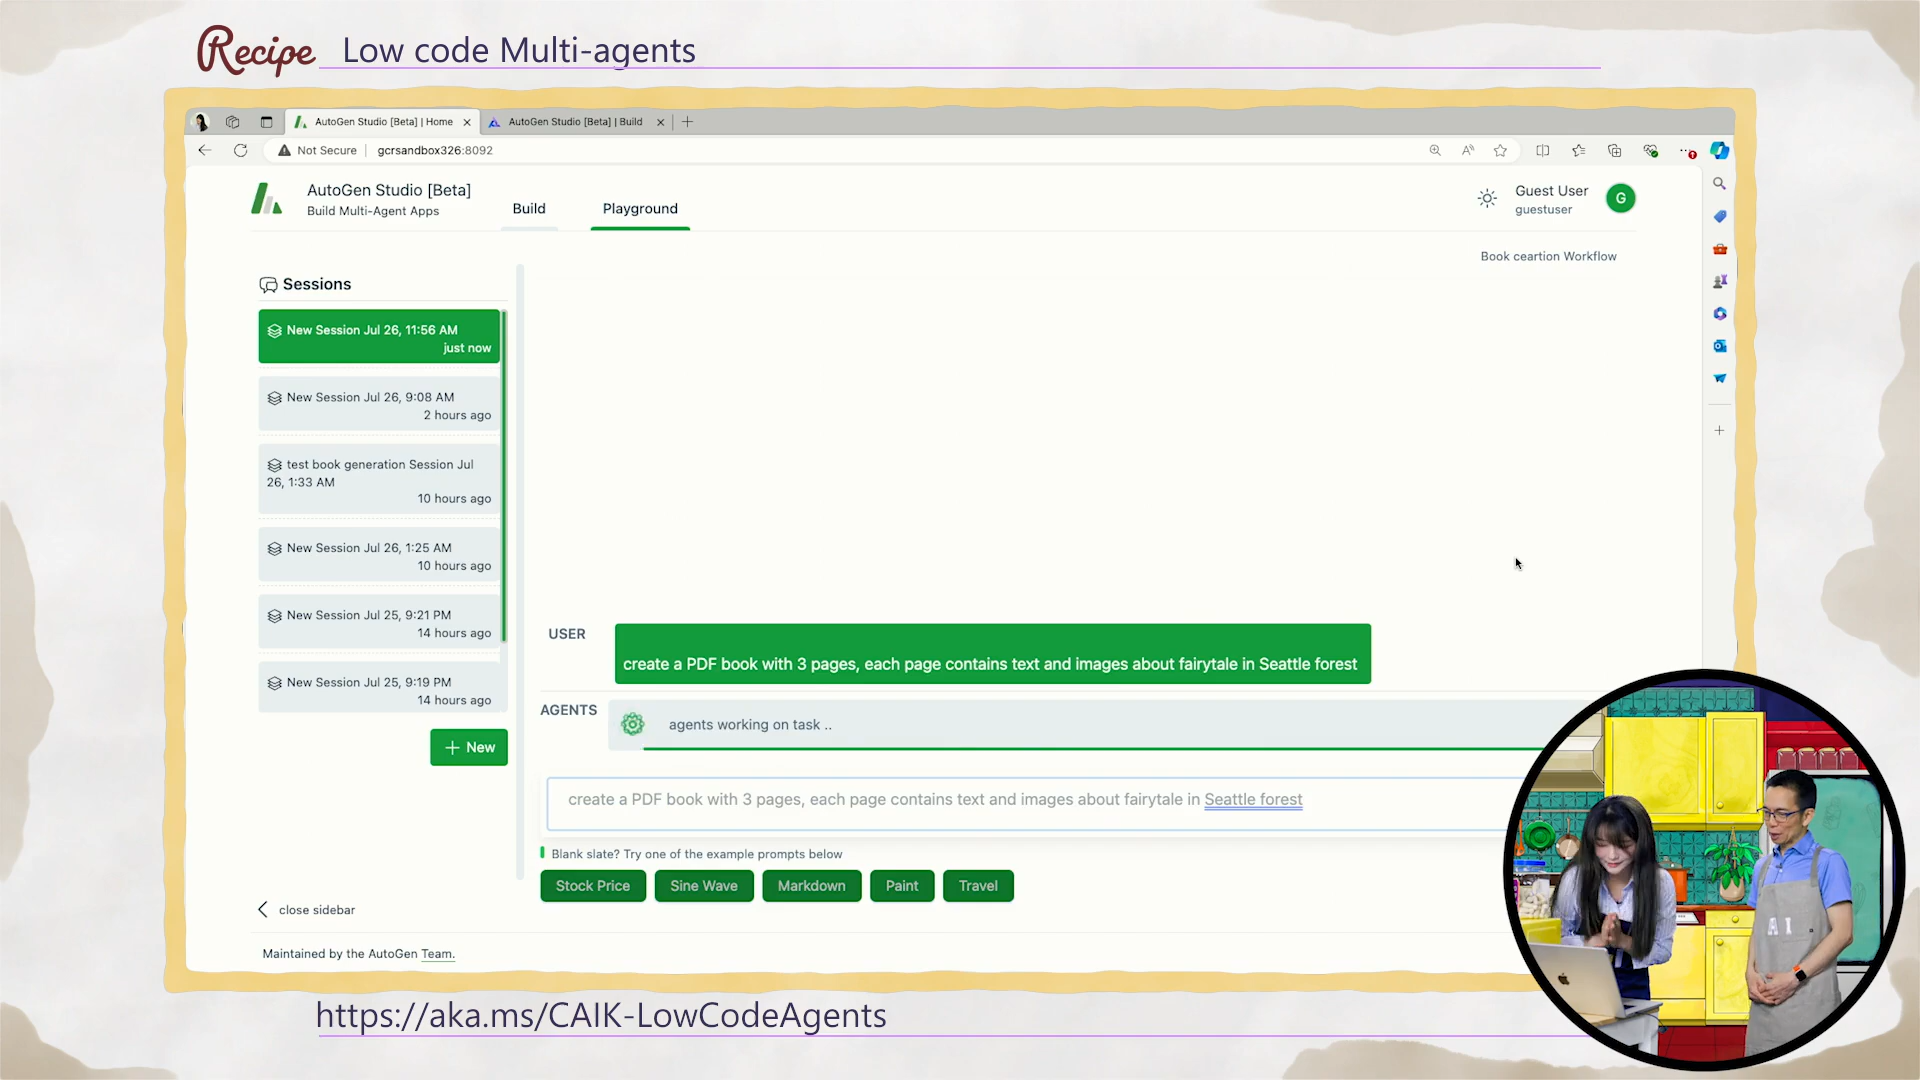 Recipe Low code Multi-agents
AutoGen Studio [Beta] | Home
AutoGen Studio [Beta] | Build
Not Secure
gcrsandbox326:8092
AutoGen Studio [Beta]
Build Multi-Agent Apps
Build
Playground
Guest User
guestuser
G
Book ceartion Workflow
Sessions
New Session Jul 26, 11:56 AM
just now
New Session Jul 26, 9:08 AM
2 hours ago
test book generation Session Jul
26, 1:33 AM
10 hours ago
New Session Jul 26, 1:25 AM
10 hours ago
New Session Jul 25, 9:21 PM
14 hours ago
New Session Jul 25, 9:19 PM
14 hours ago
+ New
USER
create a PDF book with 3 pages, each page contains text and images about fairytale in Seattle forest
AGENTS
agents working on task ..
create a PDF book with 3 pages, each page contains text and images about fairytale in Seattle forest
Blank slate? Try one of the example prompts below
Stock Price
Sine Wave
Markdown
Paint
Travel
close sidebar
Maintained by the AutoGen Team.
AI
https://aka.ms/CAIK-LowCodeAgents